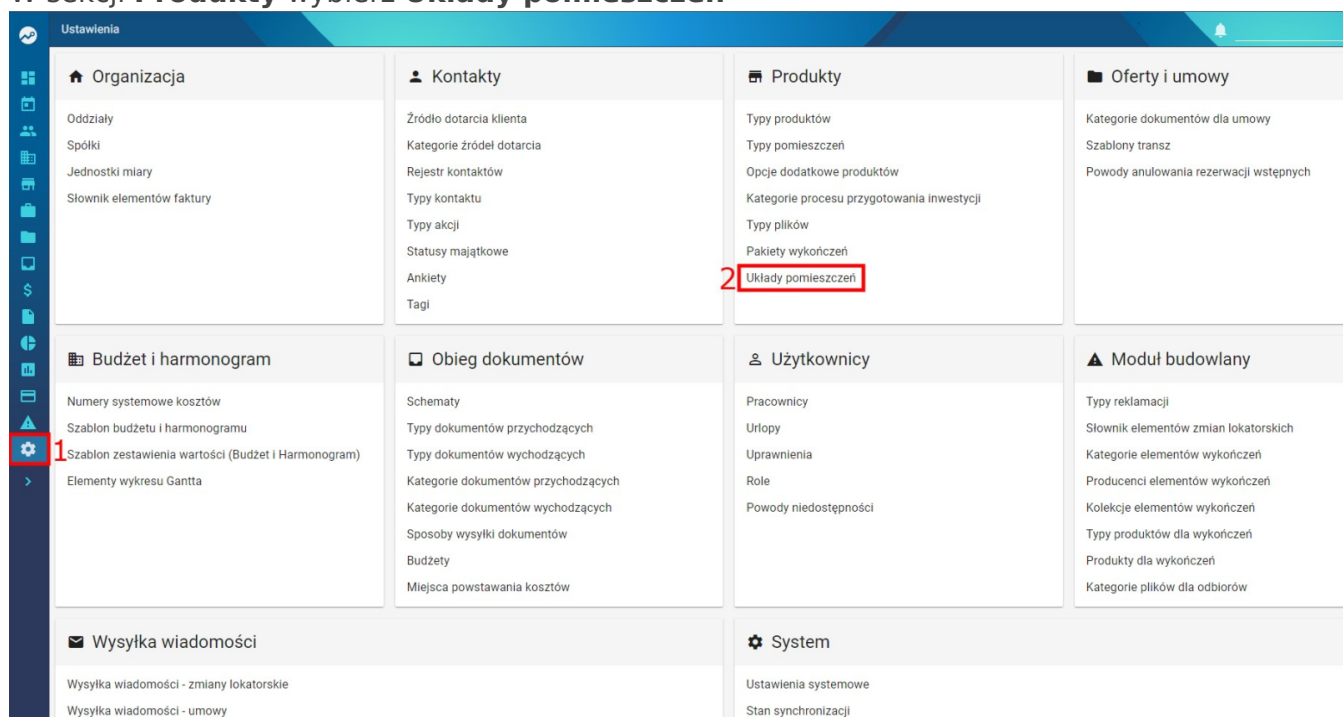 W sekcji Produkty wybierz Układy pomieszczeń
Ustawienia
Organizacja
Oddziały
Spółki
Jednostki miary
Słownik elementów faktury
Kontakty
Źródło dotarcia klienta
Kategorie źródeł dotarcia
Rejestr kontaktów
Typy kontaktu
Typy akcji
Statusy majątkowe
Ankiety
Tagi
Produkty
Typy produktów
Typy pomieszczeń
Opcje dodatkowe produktów
Kategorie procesu przygotowania inwestycji
Typy plików
Pakiety wykończeń
2 Układy pomieszczeń
Oferty i umowy
Kategorie dokumentów dla umowy
Szablony transz
Powody anulowania rezerwacji wstępnych
Budżet i harmonogram
Numery systemowe kosztów
Szablon budżetu i harmonogramu
1 Szablon zestawienia wartości (Budżet i Harmonogram)
Elementy wykresu Gantta
Obieg dokumentów
Schematy
Typy dokumentów przychodzących
Typy dokumentów wychodzących
Kategorie dokumentów przychodzących
Kategorie dokumentów wychodzących
Sposoby wysyłki dokumentów
Budżety
Miejsca powstawania kosztów
Użytkownicy
Pracownicy
Urlopy
Uprawnienia
Role
Powody niedostępności
Moduł budowlany
Typy reklamacji
Słownik elementów zmian lokatorskich
Kategorie elementów wykończeń
Producenci elementów wykończeń
Kolekcje elementów wykończeń
Typy produktów dla wykończeń
Produkty dla wykończeń
Kategorie plików dla odbiorów
Wysyłka wiadomości
Wysyłka wiadomości - zmiany lokatorskie
Wysyłka wiadomości - umowy
System
Ustawienia systemowe
Stan synchronizacji